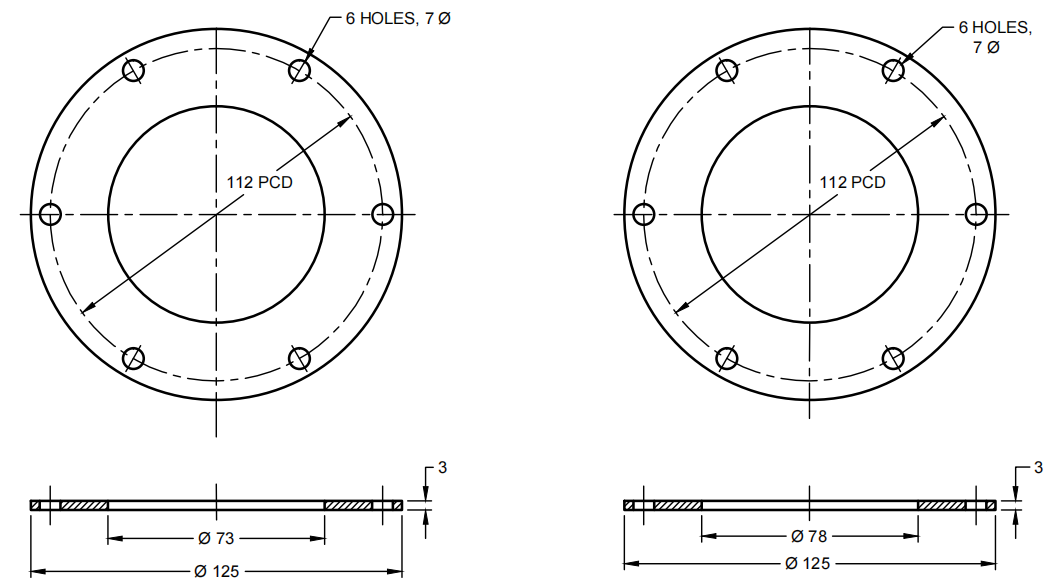 6 HOLES, 7 Ø
112 PCD
3
Ø 73
Ø 125
6 HOLES,
7 Ø
112 PCD
3
Ø 78
Ø 125